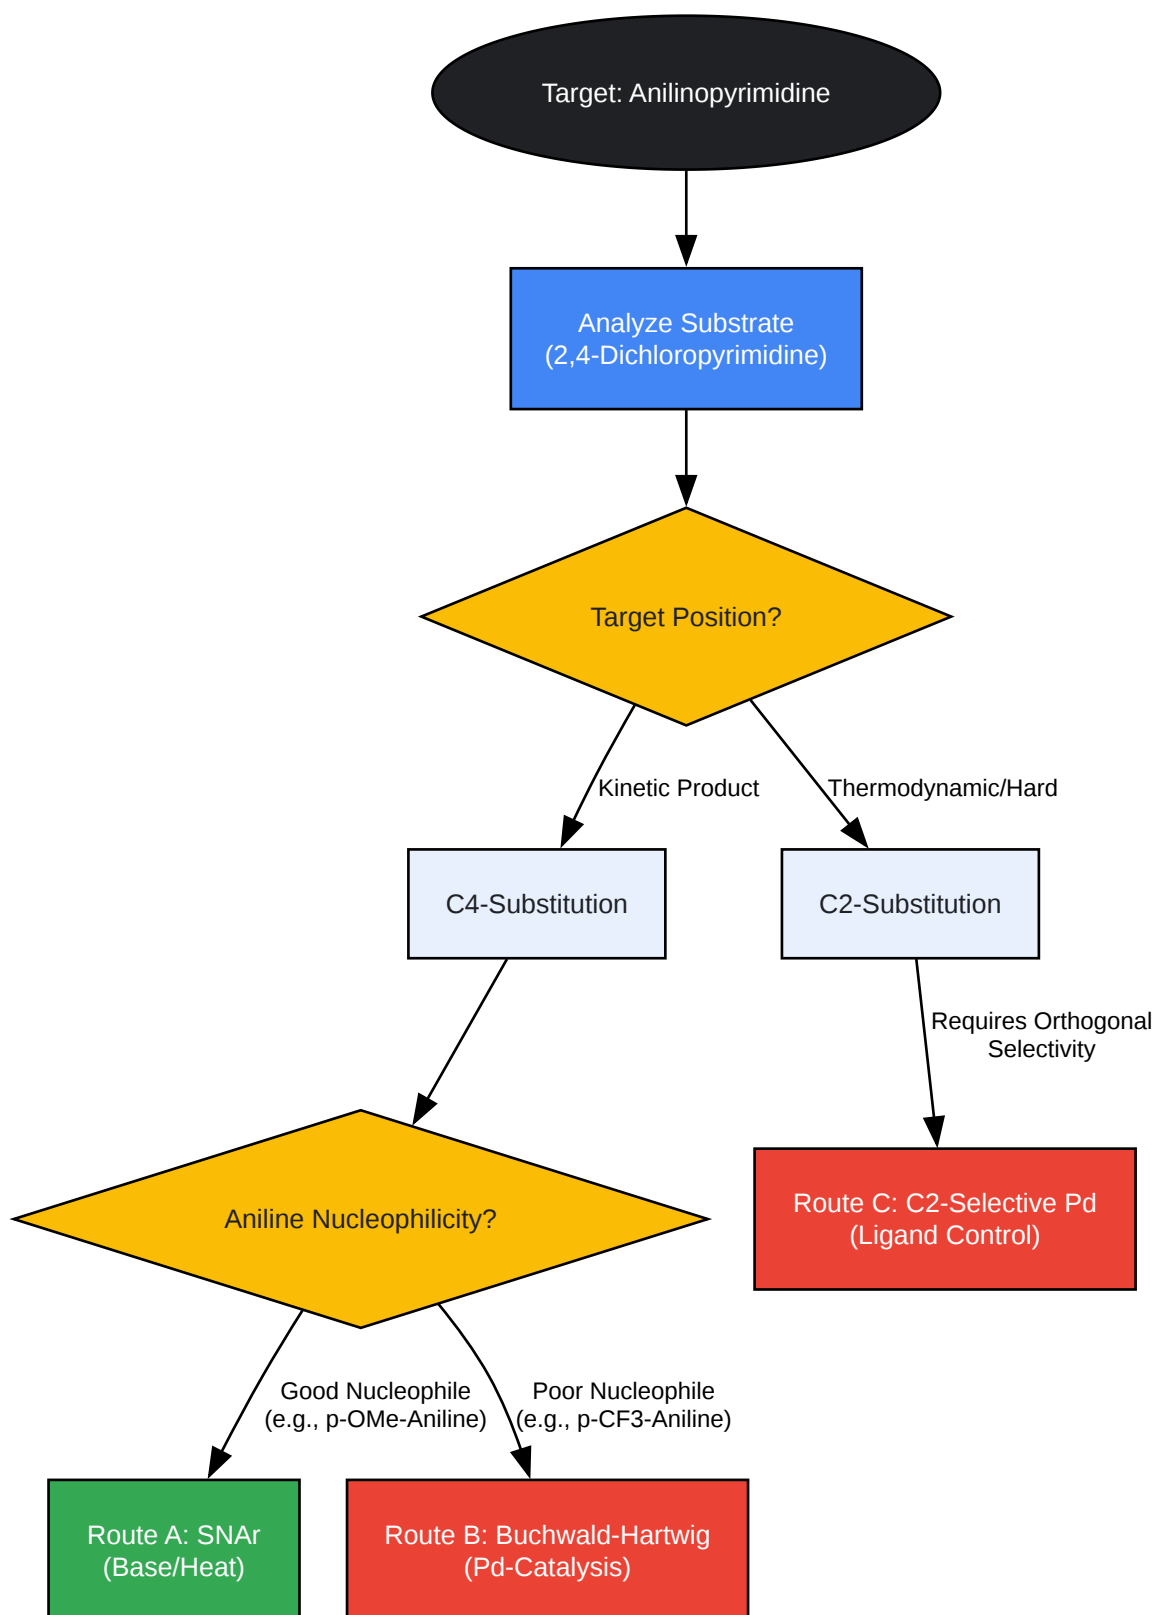 Target: Anilinopyrimidine
Analyze Substrate
(2,4-Dichloropyrimidine)
Target Position?
Kinetic Product
Thermodynamic/Hard
C4-Substitution
C2-Substitution
Requires Orthogonal
Selectivity
Aniline Nucleophilicity?
Route C: C2-Selective Pd
(Ligand Control)
Good Nucleophile
(e.g., p-OMe-Aniline)
Poor Nucleophile
(e.g., p-CF3-Aniline)
Route A: SNAr
(Base/Heat)
Route B: Buchwald-Hartwig
(Pd-Catalysis)